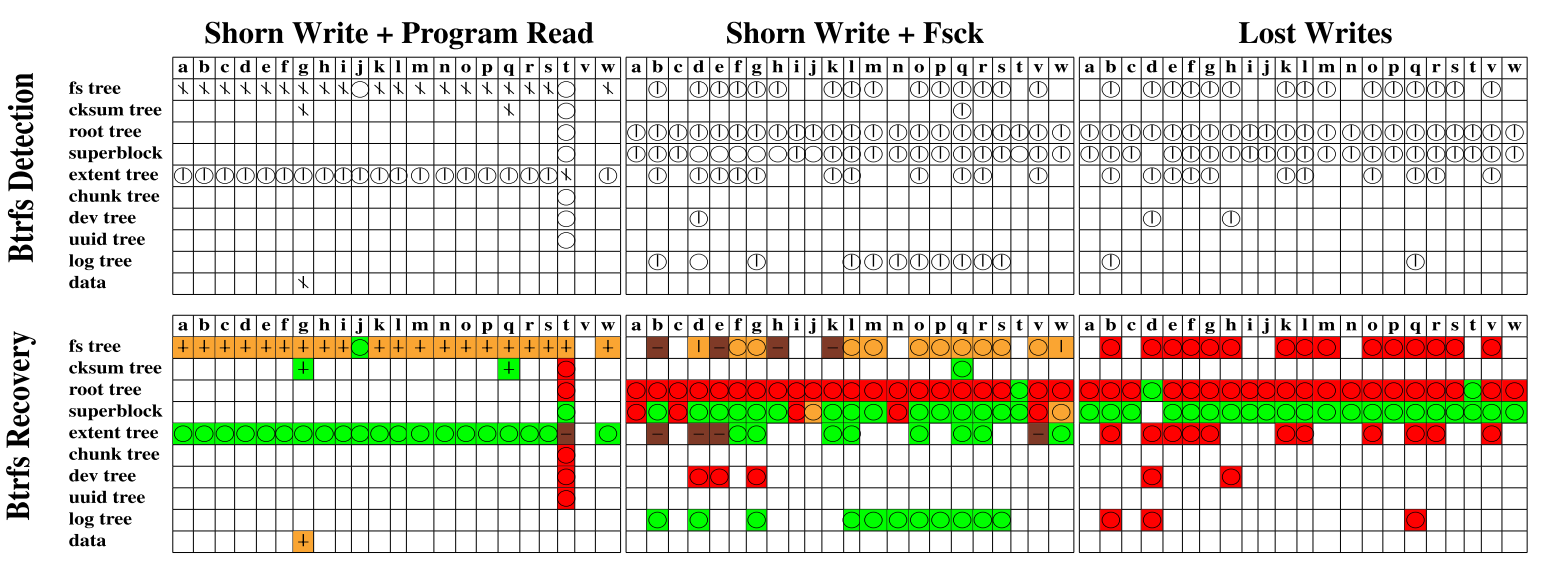 Shorn Write + Program Read Shorn Write + Fsck Lost Writes
Btrfs Detection
a b c d e f g h i j k l m n o p q r s t v w a b c d e f g h i j k l m n o p q r s t v w a b c d e f g h i j k l m n o p q r s t v w
fs tree
cksum tree
root tree
superblock
extent tree
chunk tree
dev tree
uuid tree
log tree
data
Btrfs Recovery
a b c d e f g h i j k l m n o p q r s t v w a b c d e f g h i j k l m n o p q r s t v w a b c d e f g h i j k l m n o p q r s t v w
fs tree
cksum tree
root tree
superblock
extent tree
chunk tree
dev tree
uuid tree
log tree
data